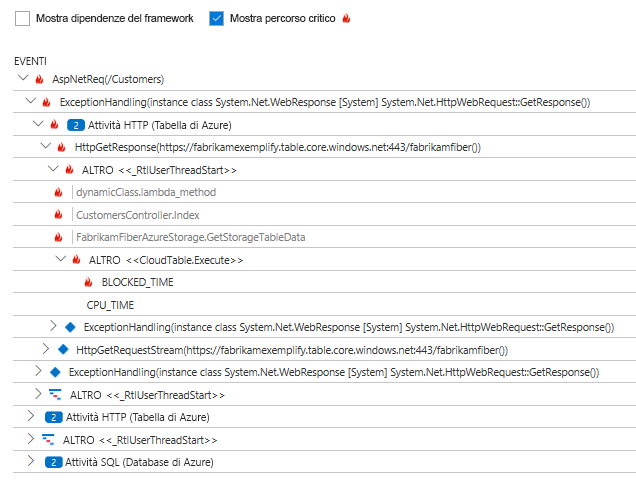 Mostra dipendenze del framework Mostra percorso critico
EVENTI
AspNetReq(/Customers)
ExceptionHandling(instance class System.Net.WebResponse [System] System.Net.HttpWebRequest::GetResponse())
2 Attività HTTP (Tabella di Azure)
HttpGetResponse(https://fabrikamexemplify.table.core.windows.net:443/fabrikamfiber())
ALTRO <<_RtlUserThreadStart>>
dynamicClass.lambda_method
CustomersController.Index
FabrikamFiberAzureStorage.GetStorageTableData
ALTRO <<CloudTable.Execute>>
BLOCKED_TIME
CPU_TIME
ExceptionHandling(instance class System.Net.WebResponse [System] System.Net.HttpWebRequest::GetResponse())
HttpGetRequestStream(https://fabrikamexemplify.table.core.windows.net:443/fabrikamfiber())
ExceptionHandling(instance class System.Net.WebResponse [System] System.Net.HttpWebRequest::GetResponse())
ALTRO <<_RtlUserThreadStart>>
2 Attività HTTP (Tabella di Azure)
ALTRO <<_RtlUserThreadStart>>
2 Attività SQL (Database di Azure)